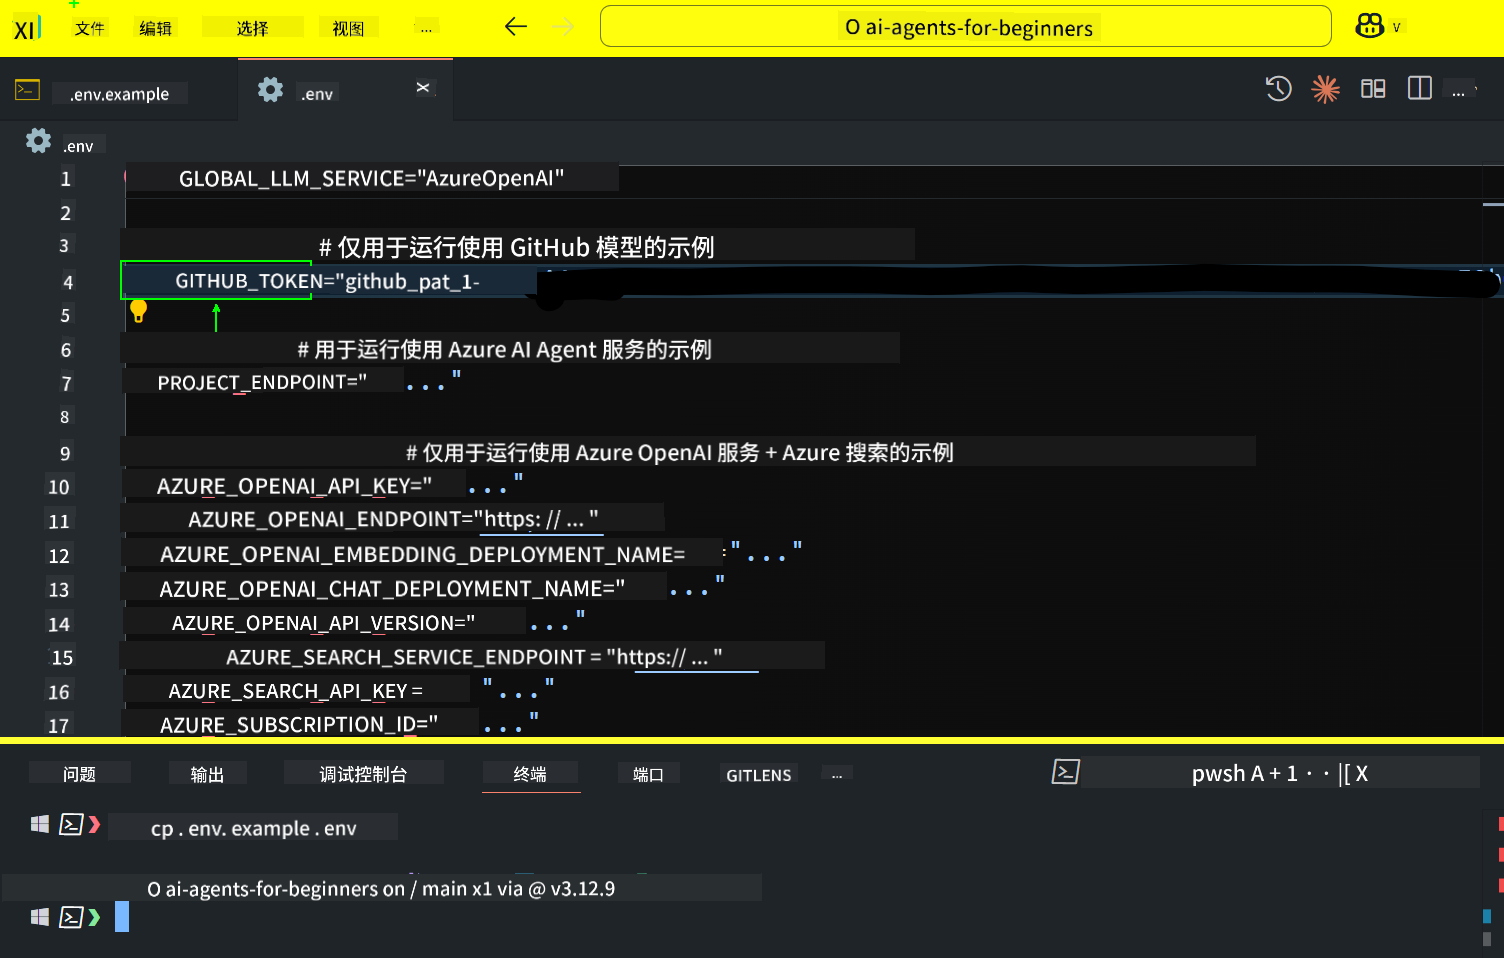 XI 文件 编辑 选择 视图 ... O ai-agents-for-beginners v
.env.example .env ...
.env
1 GLOBAL_LLM_SERVICE="AzureOpenAI"
2
3 # 仅用于运行使用 GitHub 模型的示例
4 GITHUB_TOKEN="github_pat_1-
5
6 # 用于运行使用 Azure AI Agent 服务的示例
7 PROJECT_ENDPOINT=" ..."
8
9 # 仅用于运行使用 Azure OpenAI 服务 + Azure 搜索的示例
10 AZURE_OPENAI_API_KEY=" ..."
11 AZURE_OPENAI_ENDPOINT="https: // ... "
12 AZURE_OPENAI_EMBEDDING_DEPLOYMENT_NAME= "..."
13 AZURE_OPENAI_CHAT_DEPLOYMENT_NAME=" ..."
14 AZURE_OPENAI_API_VERSION=" ..."
15 AZURE_SEARCH_SERVICE_ENDPOINT = "https:// ... "
16 AZURE_SEARCH_API_KEY = "..."
17 AZURE_SUBSCRIPTION_ID=" ..."
问题 输出 调试控制台 终端 端口 GITLENS ... pwsh A + 1 · · |[ X
cp . env. example . env
O ai-agents-for-beginners on / main x1 via @ v3.12.9